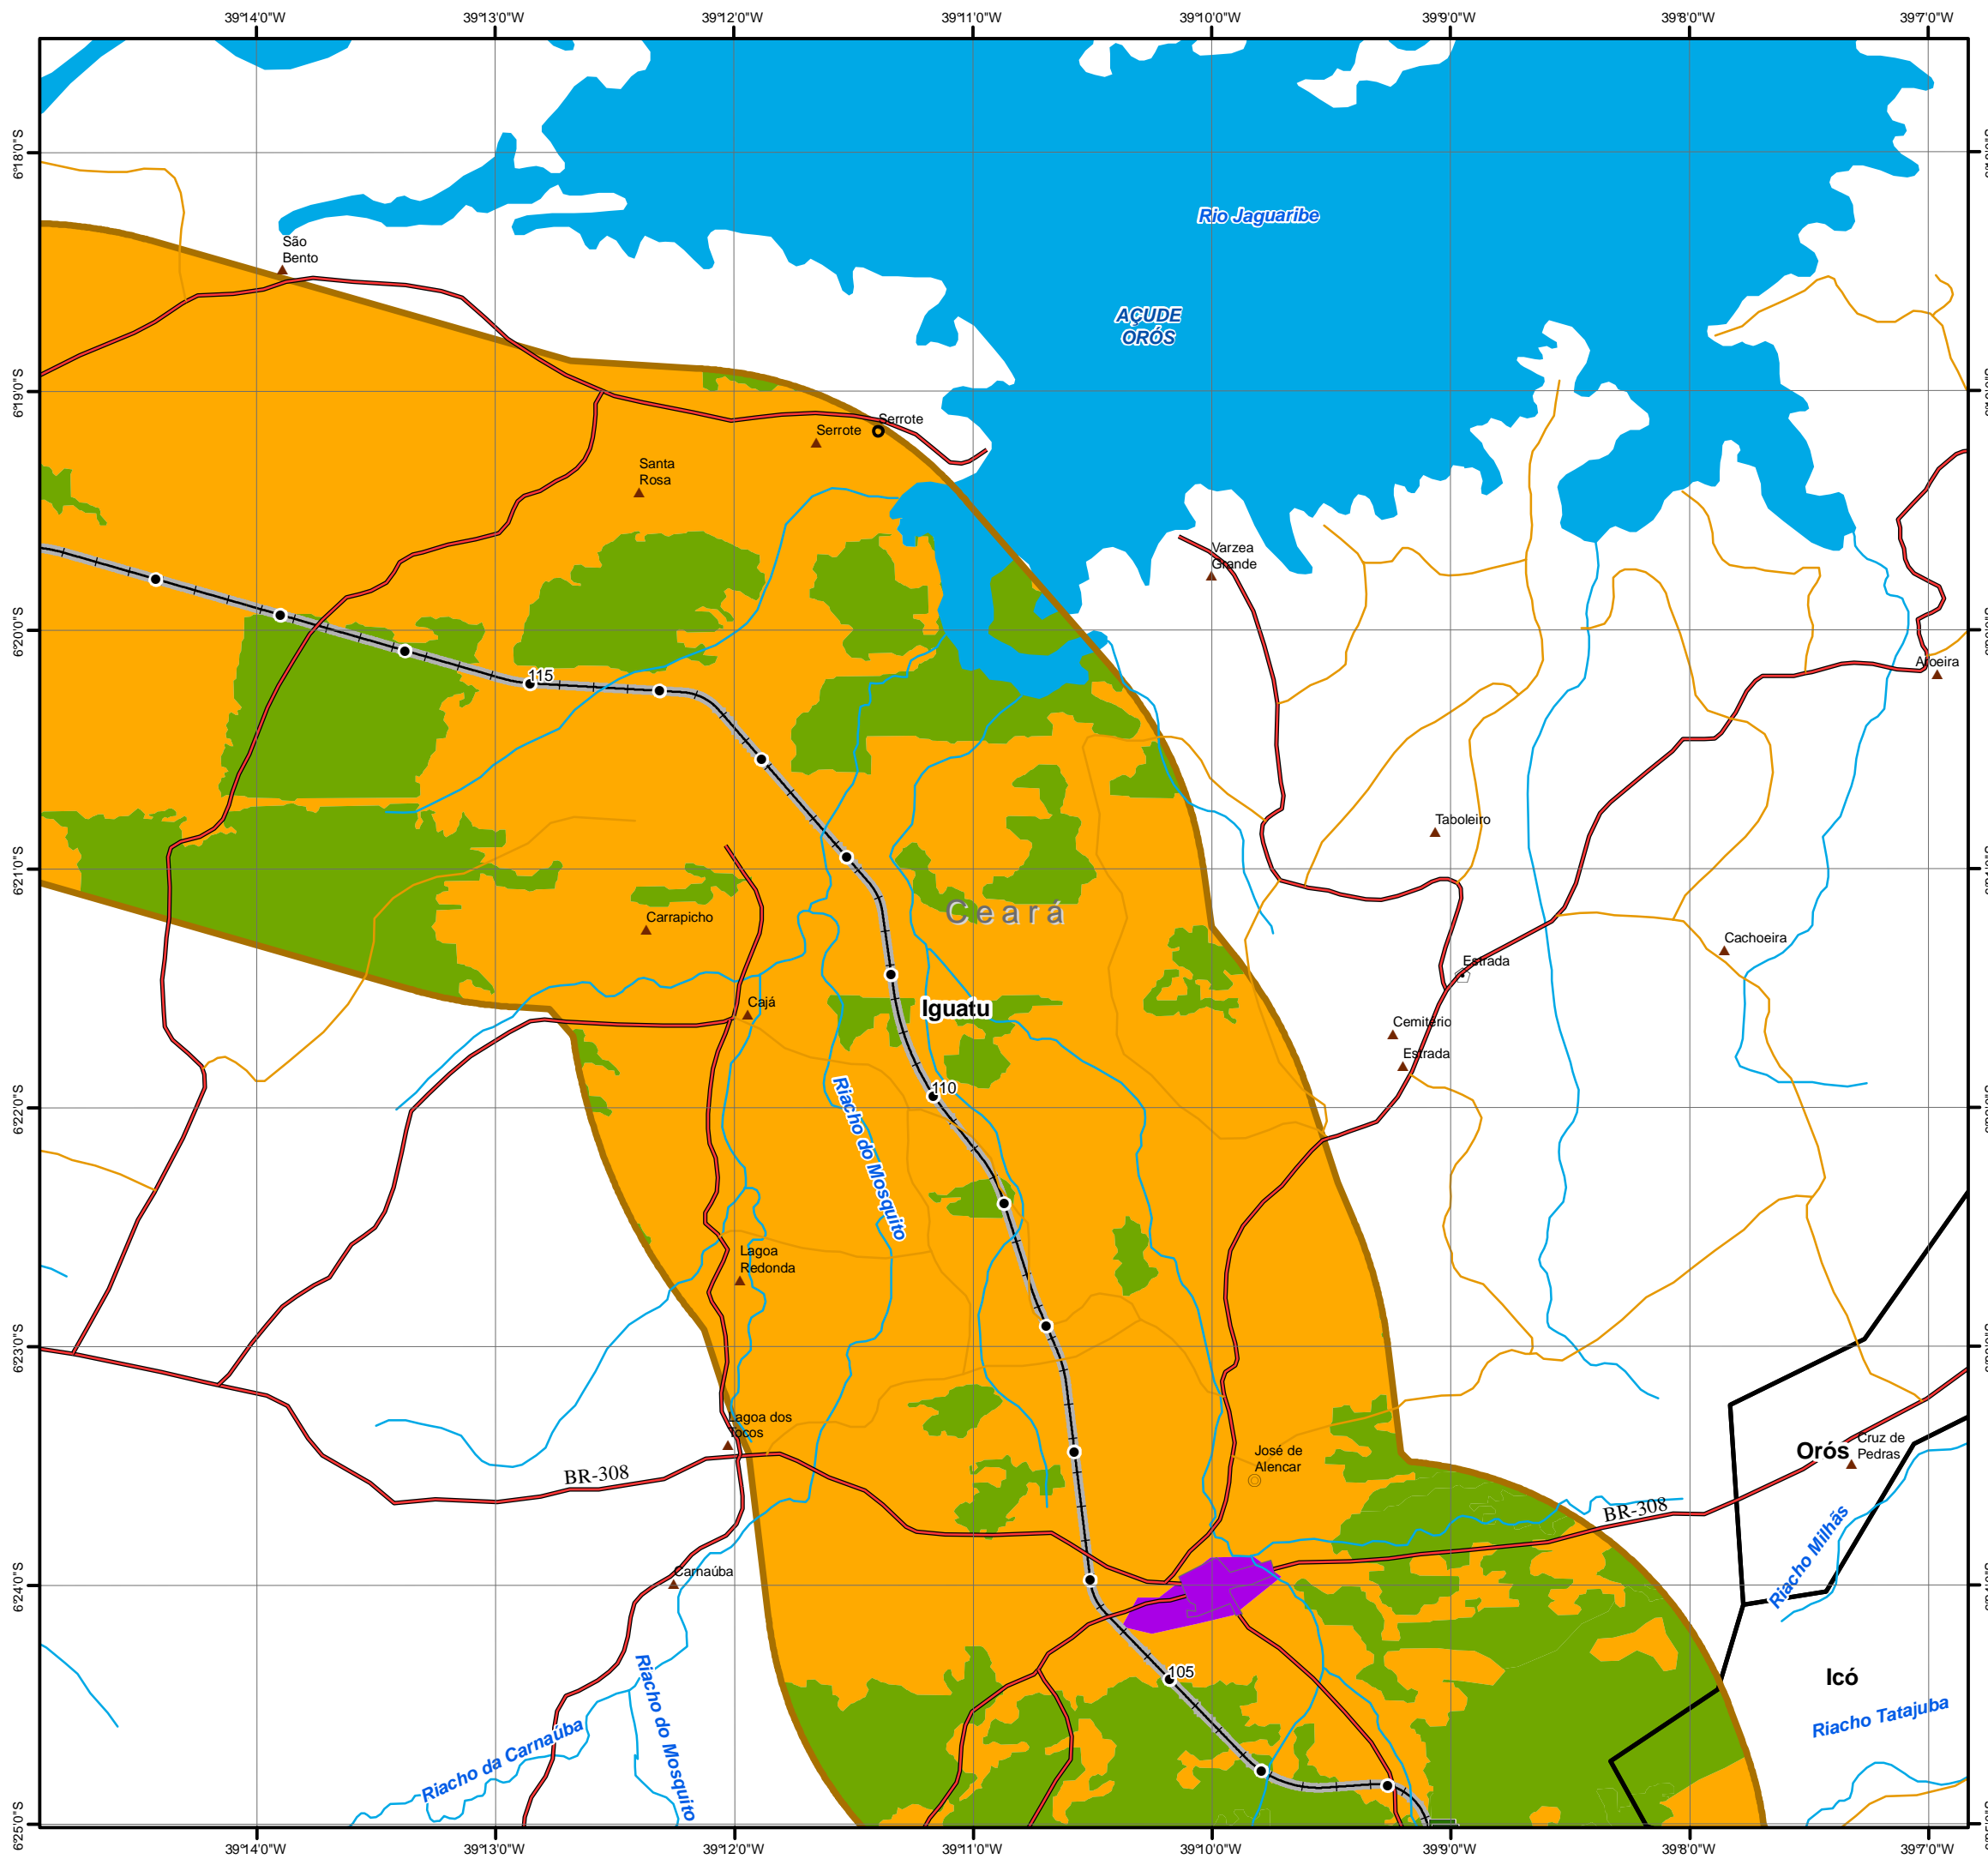 39°14'0"W
39°13'0"W
39°12'0"W
39°11'0"W
39°10'0"W
39°9'0"W
39°8'0"W
39°7'0"W
6°18'0"S
Rio Jaguaribe
São
Bento
AÇUDE
ORÓS
6°19'0"S
Serrote
Serrote
Santa
Rosa
Varzea
Grande
6°20'0"S
Aroeira
115
Taboleiro
6°21'0"S
Ceará
Carrapicho
Cachoeira
Estrada
Cajá
Iguatu
Cemitério
Estrada
110
6°22'0"S
Riacho do Mosquito
Lagoa
Redonda
6°23'0"S
Lagoa dos
Tocos
José de
Alencar
Orós
Cruz de
Pedras
BR-308
BR-308
Riacho Milhãs
6°24'0"S
Carnaúba
105
Icó
Riacho do Mosquito
Riacho Tatajuba
Riacho da Carnaúba
6°25'0"S
39°14'0"W
39°13'0"W
39°12'0"W
39°11'0"W
39°10'0"W
39°9'0"W
39°8'0"W
39°7'0"W